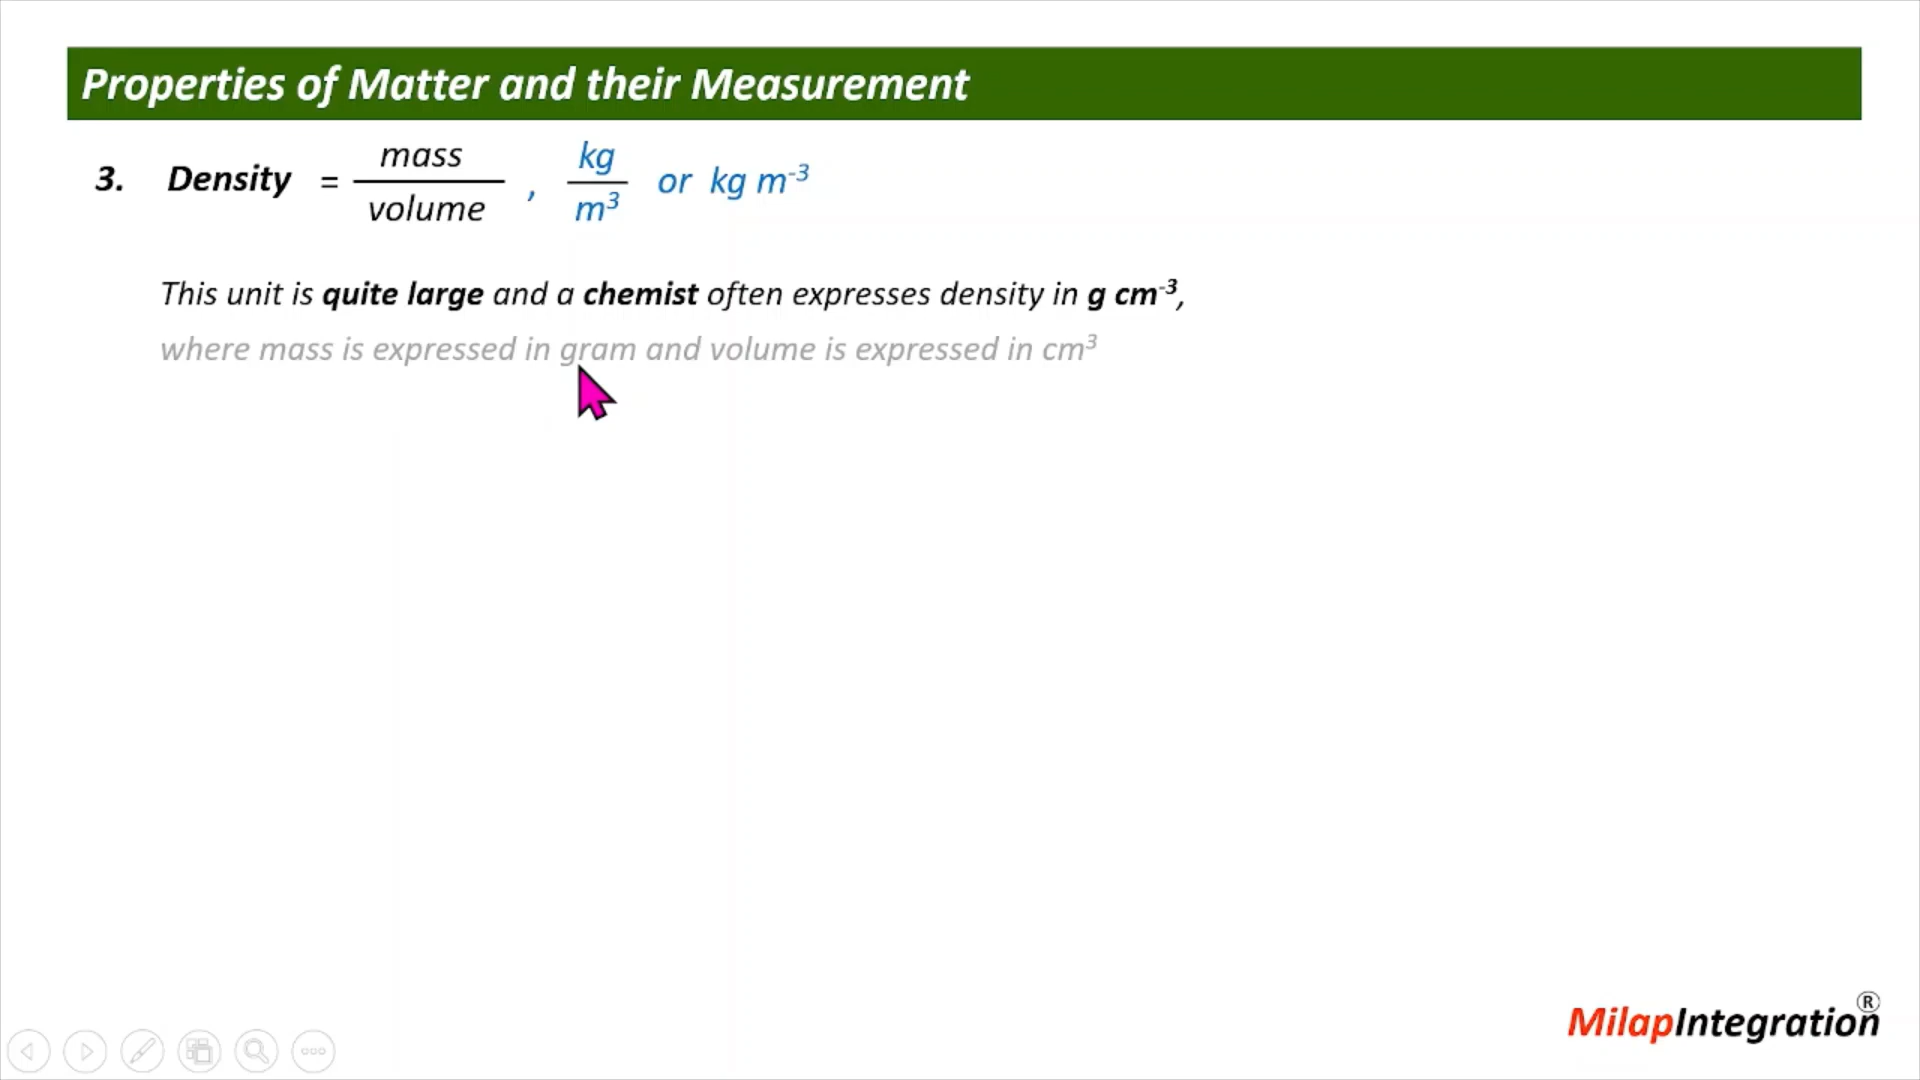 Properties of Matter and their Measurement
3. Density = mass / volume , kg / m³ or kg m⁻³
This unit is quite large and a chemist often expresses density in g cm⁻³,
where mass is expressed in gram and volume is expressed in cm³
MilapIntegration®